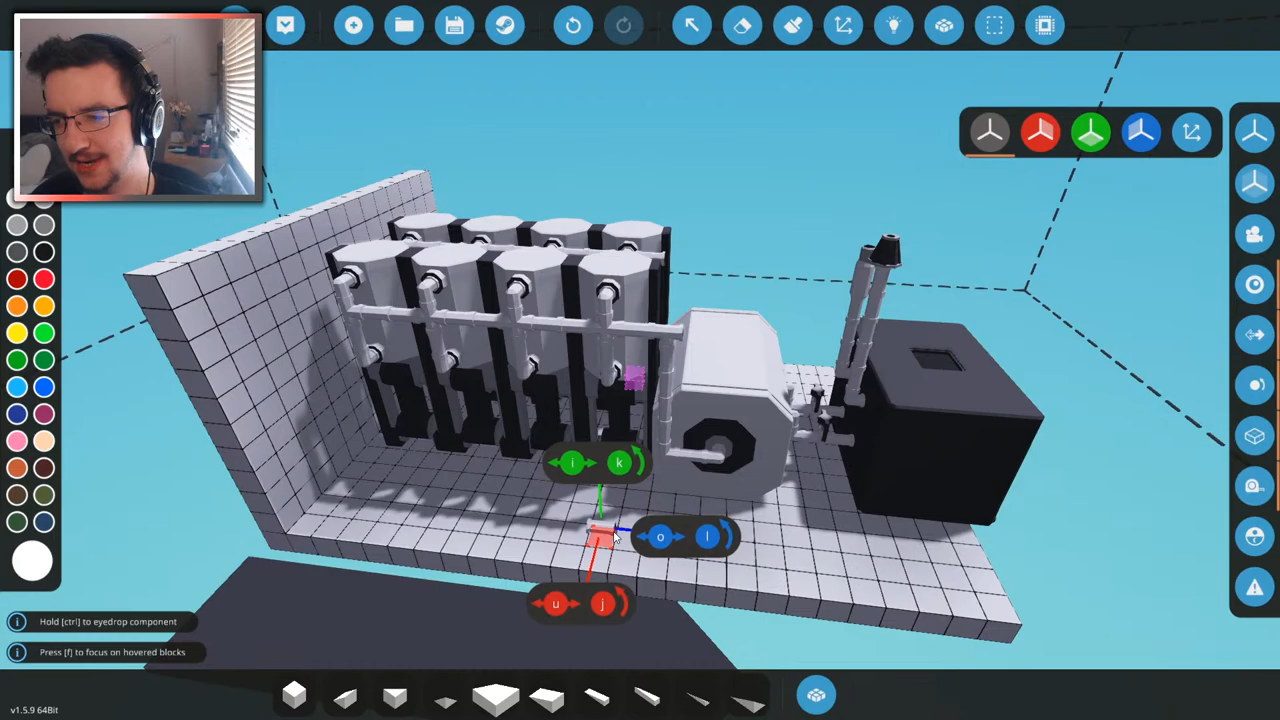 i k
o l
u j
Hold [ctrl] to eyedrop component
Press [f] to focus on hovered blocks
v1.5.9 64Bit